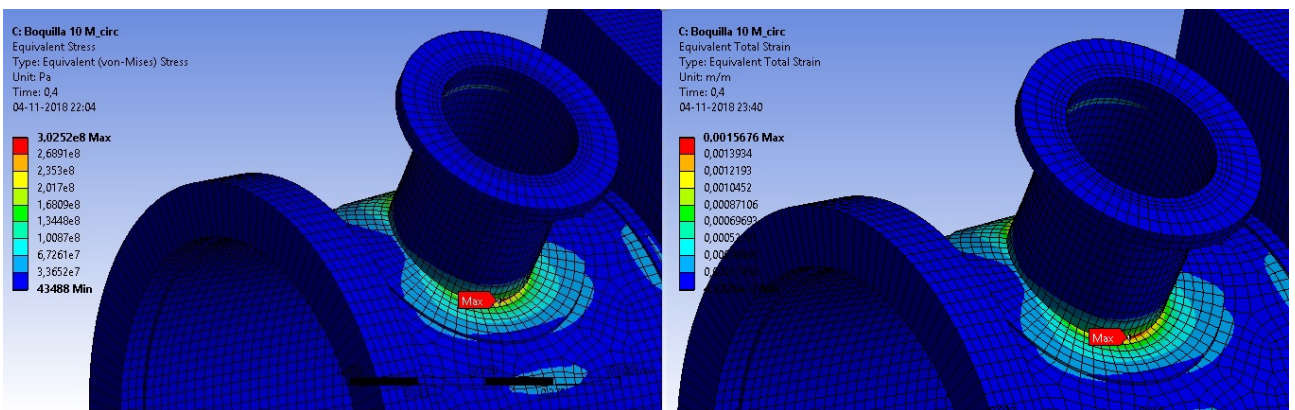 C: Boquilla 10 M_circ
Equivalent Stress
Type: Equivalent (von-Mises) Stress
Unit: Pa
Time: 0,4
04-11-2018 22:04
3,0252e8 Max
2,6891e8
2,353e8
2,017e8
1,6809e8
1,3448e8
1,0087e8
6,7261e7
3,3652e7
43488 Min
Max
C: Boquilla 10 M_circ
Equivalent Total Strain
Type: Equivalent Total Strain
Unit: m/m
Time: 0,4
04-11-2018 23:40
0,0015676 Max
0,0013934
0,0012193
0,0010452
0,00087106
0,00069693
Max